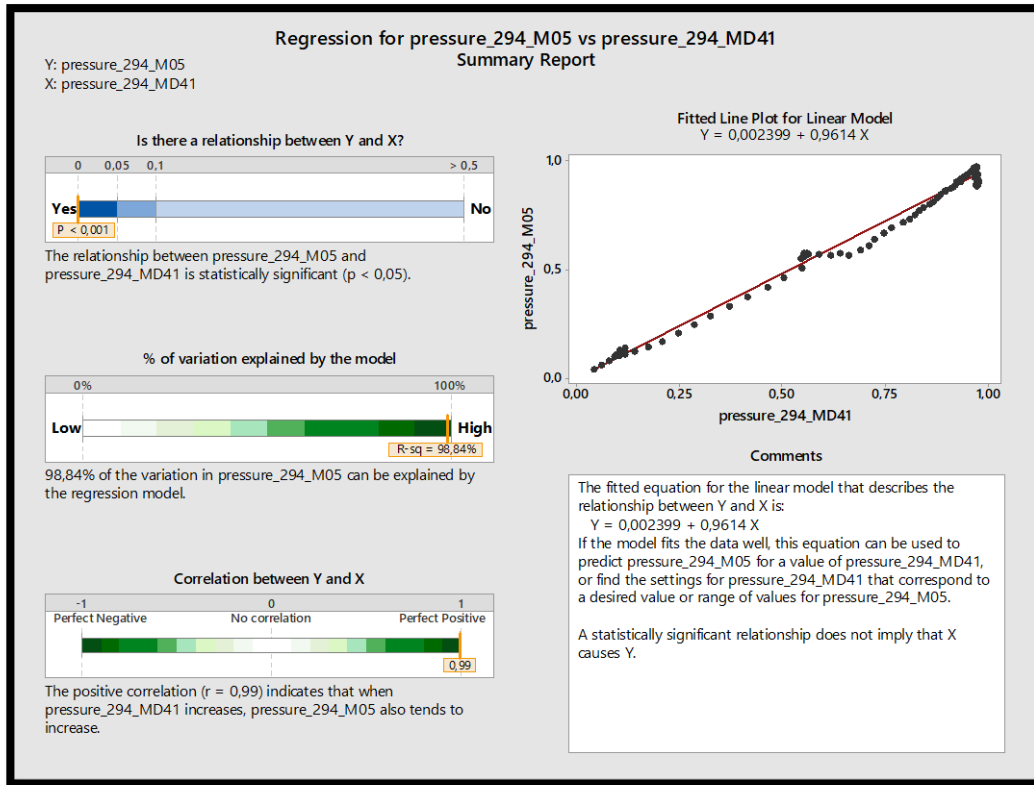 Regression for pressure_294_M05 vs pressure_294_MD41
Summary Report
Y: pressure_294_M05
X: pressure_294_MD41
Is there a relationship between Y and X?
0 0,05 0,1 > 0,5
Yes No
P < 0,001
The relationship between pressure_294_M05 and
pressure_294_MD41 is statistically significant (p < 0,05).
% of variation explained by the model
0% 100%
Low High
R-sq = 98,84%
98,84% of the variation in pressure_294_M05 can be explained by
the regression model.
Correlation between Y and X
-1 0 1
Perfect Negative No correlation Perfect Positive
0,99
The positive correlation (r = 0,99) indicates that when
pressure_294_MD41 increases, pressure_294_M05 also tends to
increase.
Fitted Line Plot for Linear Model
Y = 0,002399 + 0,9614 X
1,0
0,5
0,0
pressure_294_M05
0,00 0,25 0,50 0,75 1,00
pressure_294_MD41
Comments
The fitted equation for the linear model that describes the
relationship between Y and X is:
Y = 0,002399 + 0,9614 X
If the model fits the data well, this equation can be used to
predict pressure_294_M05 for a value of pressure_294_MD41,
or find the settings for pressure_294_MD41 that correspond to
a desired value or range of values for pressure_294_M05.
A statistically significant relationship does not imply that X
causes Y.